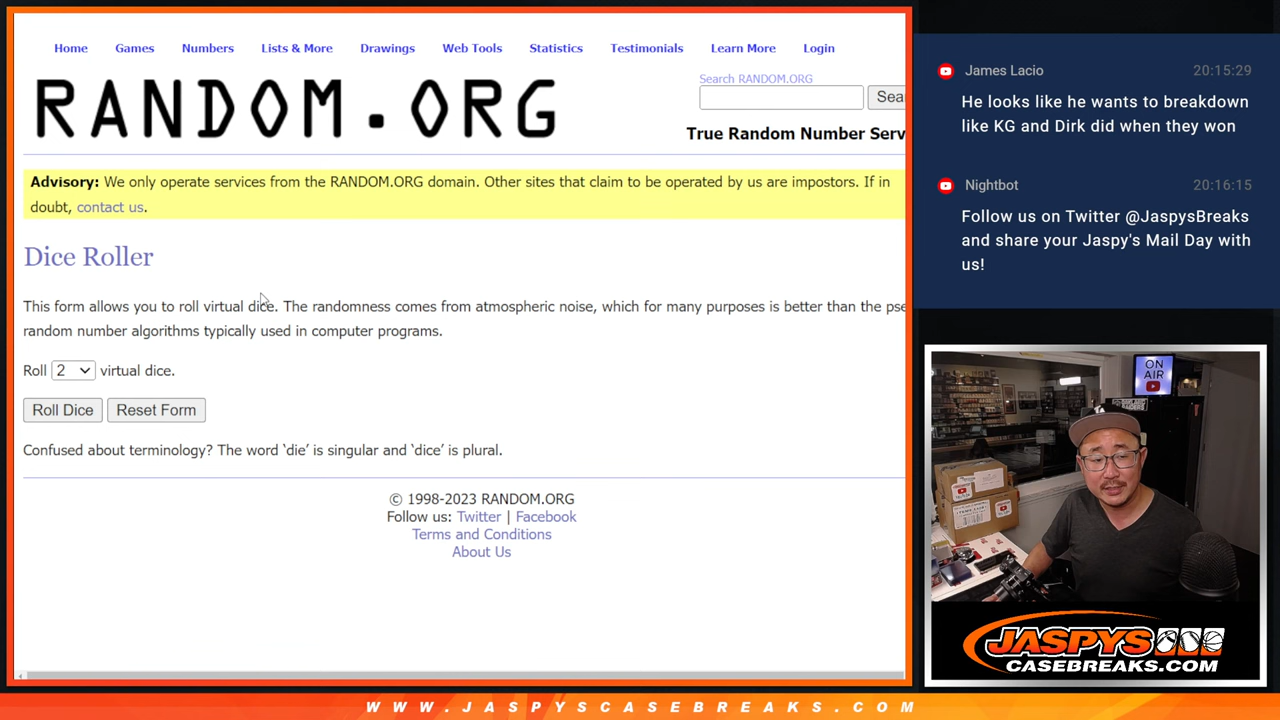 Home Games Numbers Lists & More Drawings Web Tools Statistics Testimonials Learn More Login
RANDOM.ORG
Search RANDOM.ORG
Sea
True Random Number Serv
Advisory: We only operate services from the RANDOM.ORG domain. Other sites that claim to be operated by us are impostors. If in
doubt, contact us.
Dice Roller
This form allows you to roll virtual dice. The randomness comes from atmospheric noise, which for many purposes is better than the pse
random number algorithms typically used in computer programs.
Roll 2 virtual dice.
Roll Dice Reset Form
Confused about terminology? The word ‘die’ is singular and ‘dice’ is plural.
© 1998-2023 RANDOM.ORG
Follow us: Twitter | Facebook
Terms and Conditions
About Us
James Lacio 20:15:29
He looks like he wants to breakdown
like KG and Dirk did when they won
Nightbot 20:16:15
Follow us on Twitter @JaspysBreaks
and share your Jaspy's Mail Day with
us!
ON
AIR
JASPYS
CASEBREAKS.COM
WWW.JASPYSCASEBREAKS.COM